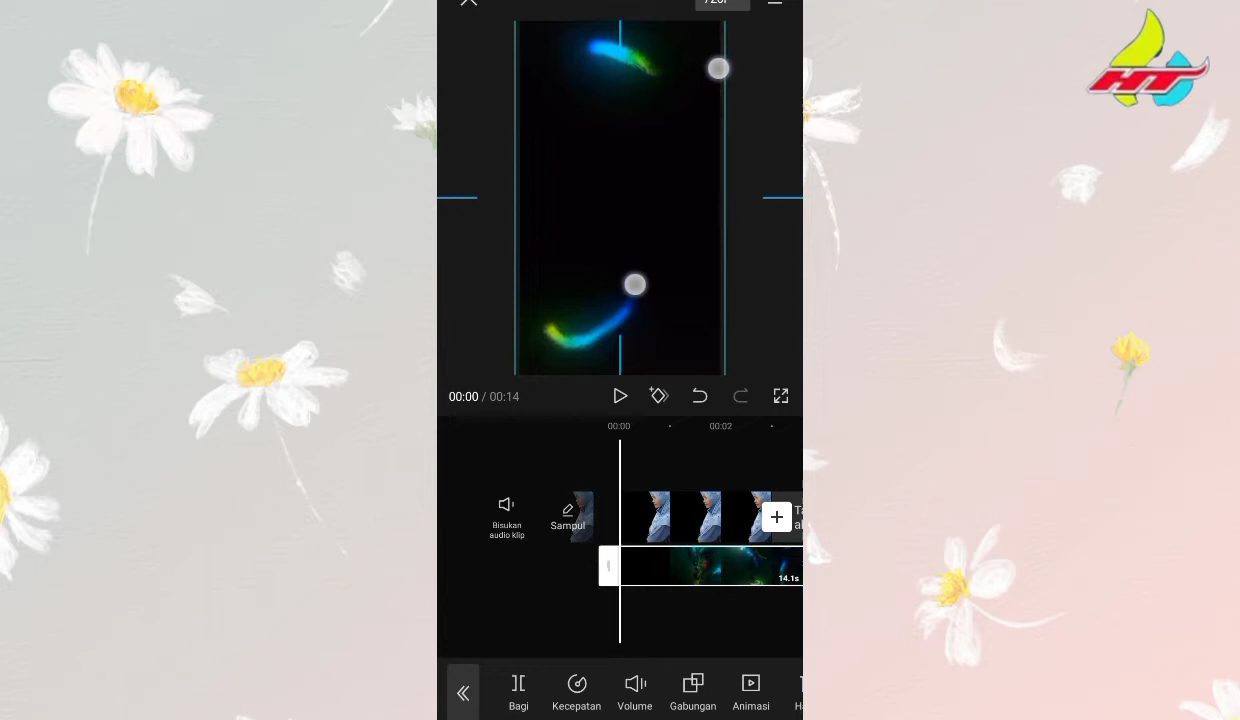 HT
00:00 / 00:14
00:00
00:02
Bisukan
audio klip
Sampul
14.1s
Bagi
Kecepatan
Volume
Gabungan
Animasi